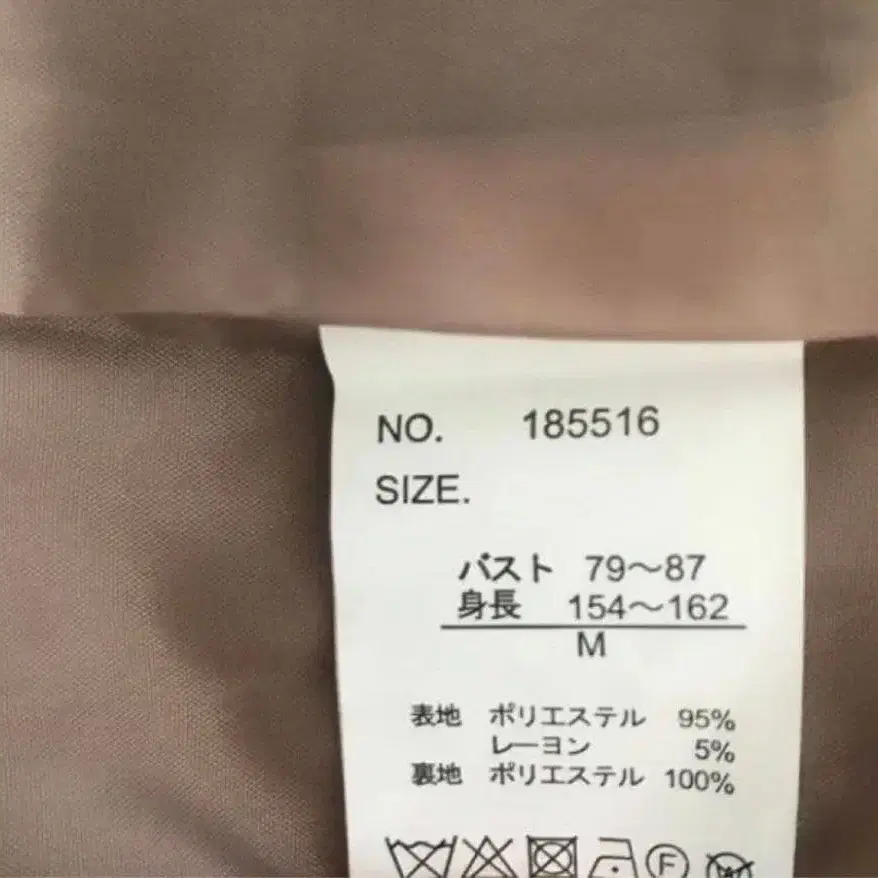 NO. 185516
SIZE.
バスト 79～87
身長 154～162
M
表地 ポリエステル 95%
レーヨン 5%
裏地 ポリエステル 100%
F
W